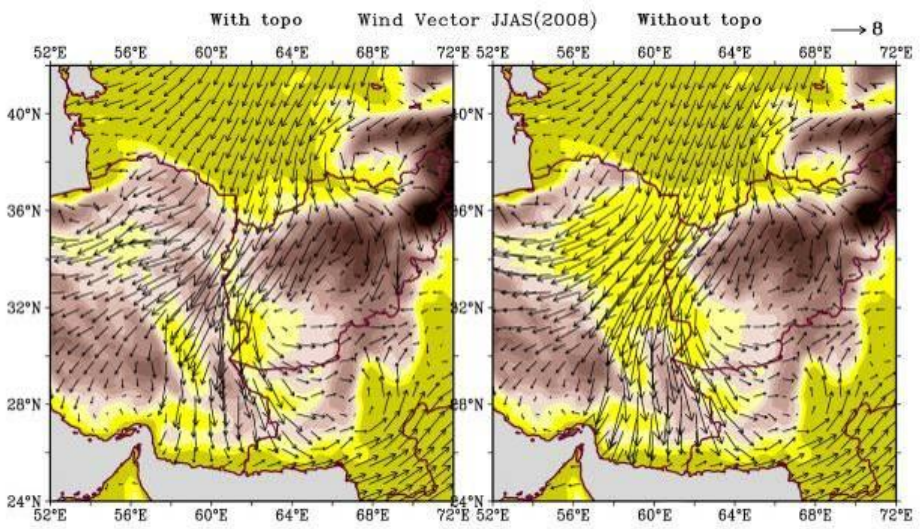 With topo Wind Vector JJAS(2008) Without topo
8
52°E 56°E 60°E 64°E 68°E 72°E 52°E 56°E 60°E 64°E 68°E 72°E
40°N 40°N
36°N 36°N
32°N 32°N
28°N 28°N
24°N 24°N
52°E 56°E 60°E 64°E 68°E 72°E 52°E 56°E 60°E 64°E 68°E 72°E